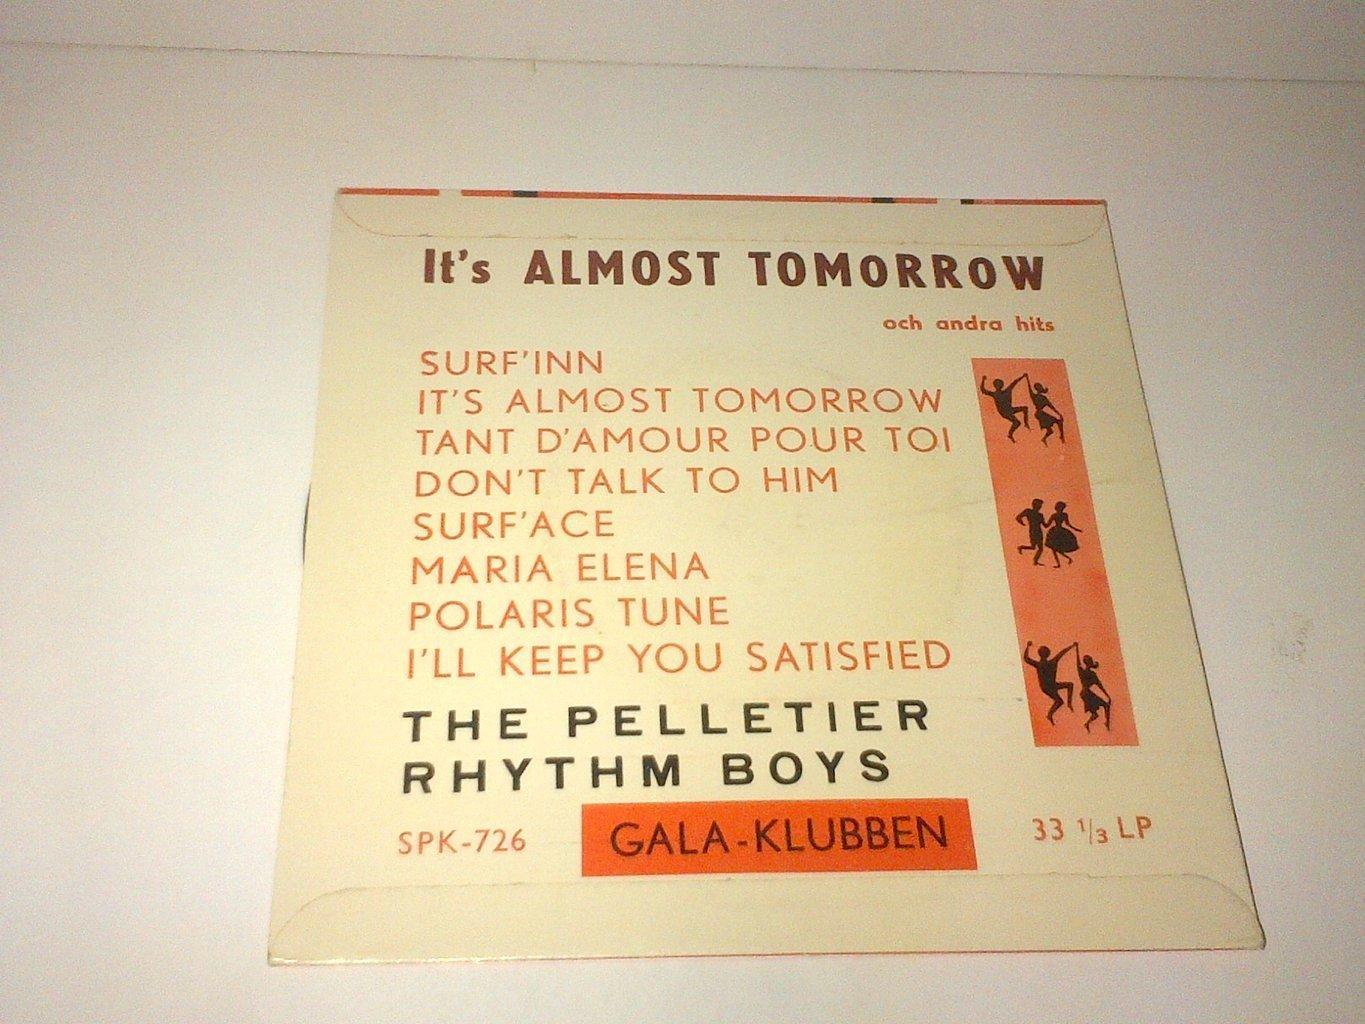 It's ALMOST TOMORROW
och andra hits
SURF'INN
IT'S ALMOST TOMORROW
TANT D'AMOUR POUR TOI
DON'T TALK TO HIM
SURF'ACE
MARIA ELENA
POLARIS TUNE
I'LL KEEP YOU SATISFIED
THE PELLETIER
RHYTHM BOYS
SPK-726 GALA-KLUBBEN 33 1/3 LP